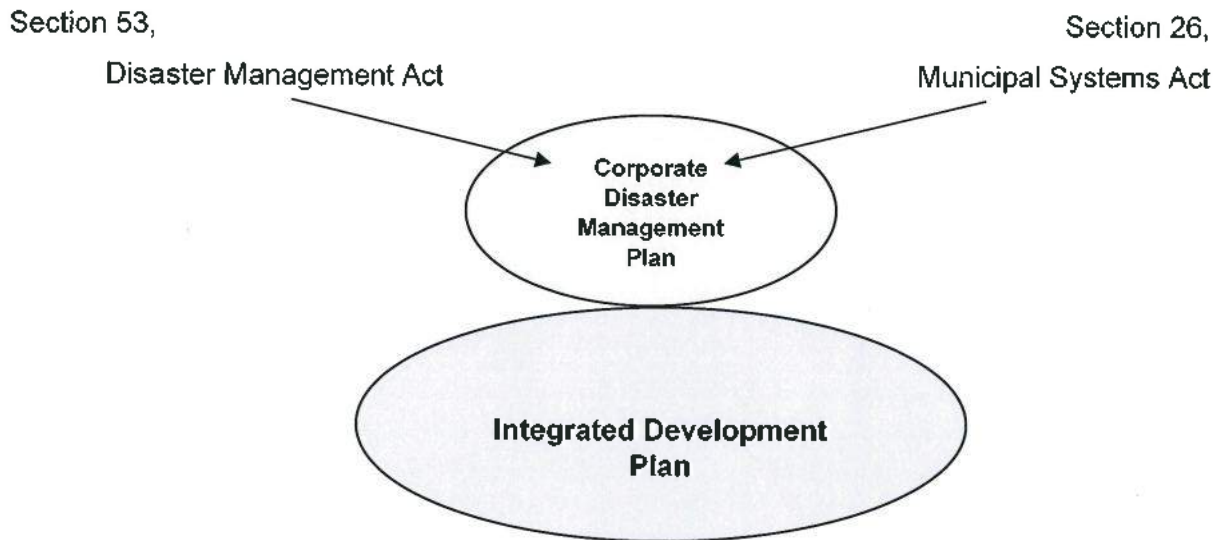 Section 53,
Disaster Management Act
Section 26,
Municipal Systems Act
Corporate
Disaster
Management
Plan
Integrated Development
Plan